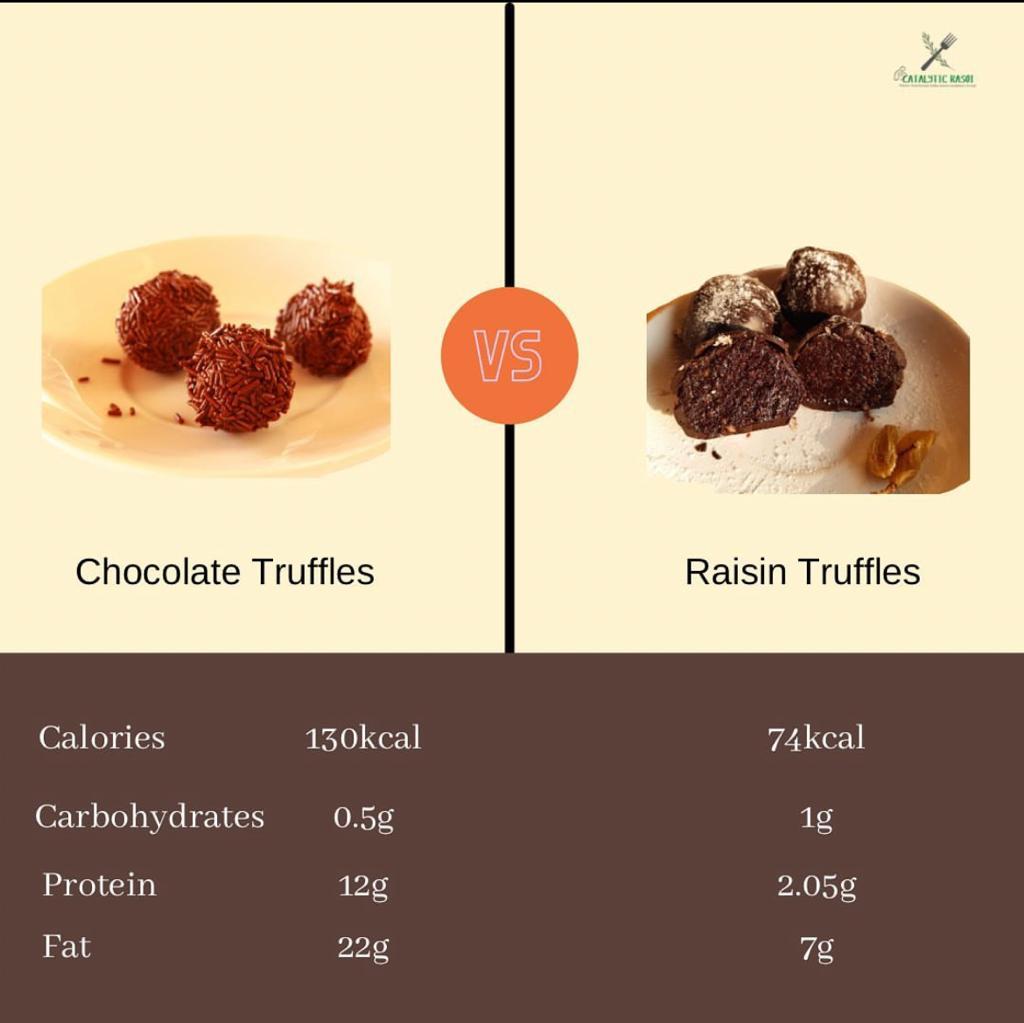 CATALYTIC RASOI
VS
Chocolate Truffles
Raisin Truffles
Calories 130kcal 74kcal
Carbohydrates 0.5g 1g
Protein 12g 2.05g
Fat 22g 7g